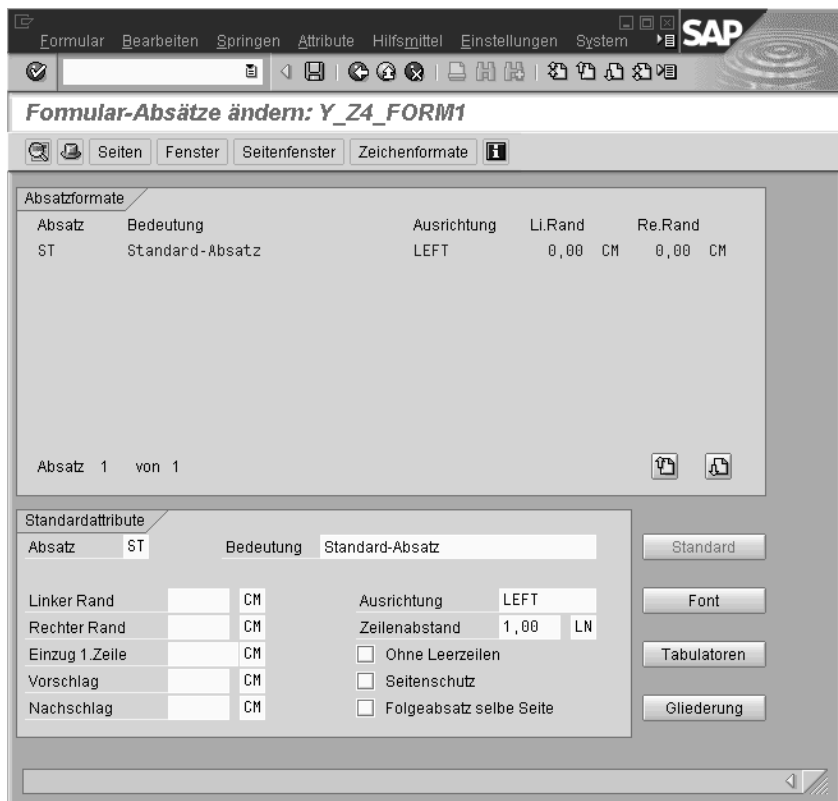 Formular Bearbeiten Springen Attribute Hilfsmittel Einstellungen System
SAP
Formular-Absätze ändern: Y_Z4_FORM1
Seiten Fenster Seitenfenster Zeichenformate
Absatzformate
Absatz Bedeutung Ausrichtung Li.Rand Re.Rand
ST Standard-Absatz LEFT 0,00 CM 0,00 CM
Absatz 1 von 1
Standardattribute
Absatz ST Bedeutung Standard-Absatz Standard
Linker Rand CM Ausrichtung LEFT Font
Rechter Rand CM Zeilenabstand 1,00 LN
Einzug 1.Zeile CM Ohne Leerzeilen Tabulatoren
Vorschlag CM Seitenschutz
Nachschlag CM Folgeabsatz selbe Seite Gliederung